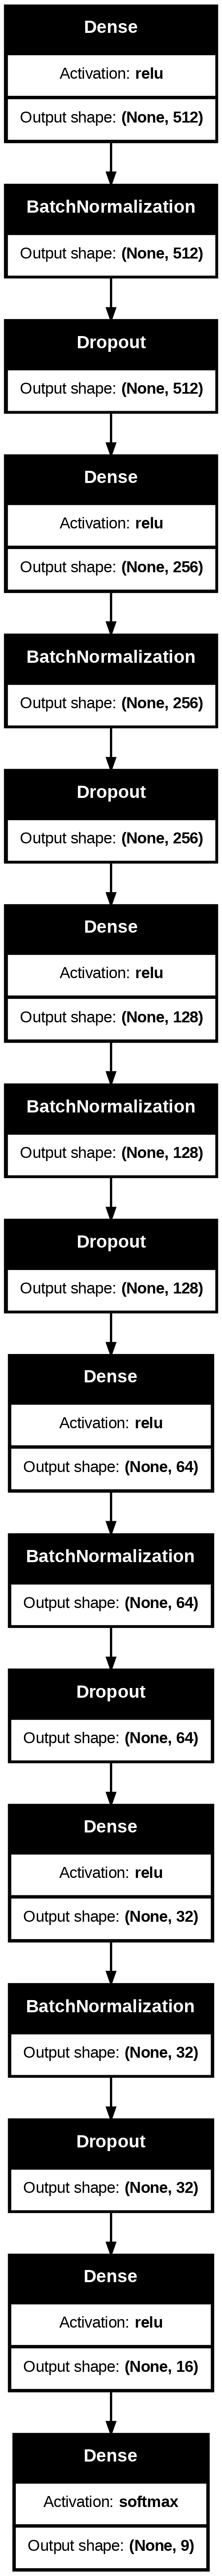 Dense
Activation: relu
Output shape: (None, 512)
BatchNormalization
Output shape: (None, 512)
Dropout
Output shape: (None, 512)
Dense
Activation: relu
Output shape: (None, 256)
BatchNormalization
Output shape: (None, 256)
Dropout
Output shape: (None, 256)
Dense
Activation: relu
Output shape: (None, 128)
BatchNormalization
Output shape: (None, 128)
Dropout
Output shape: (None, 128)
Dense
Activation: relu
Output shape: (None, 64)
BatchNormalization
Output shape: (None, 64)
Dropout
Output shape: (None, 64)
Dense
Activation: relu
Output shape: (None, 32)
BatchNormalization
Output shape: (None, 32)
Dropout
Output shape: (None, 32)
Dense
Activation: relu
Output shape: (None, 16)
Dense
Activation: softmax
Output shape: (None, 9)